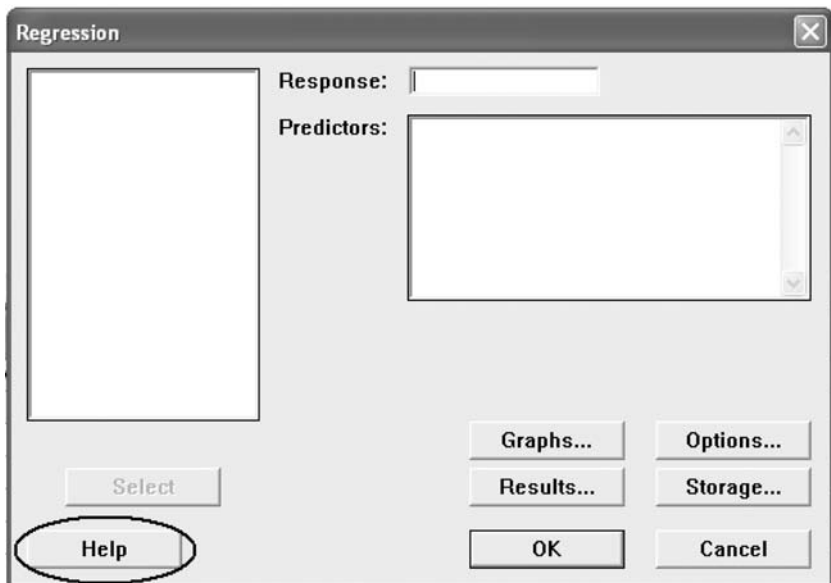 Regression
Response:
Predictors:
Graphs... Options...
Select Results... Storage...
Help OK Cancel